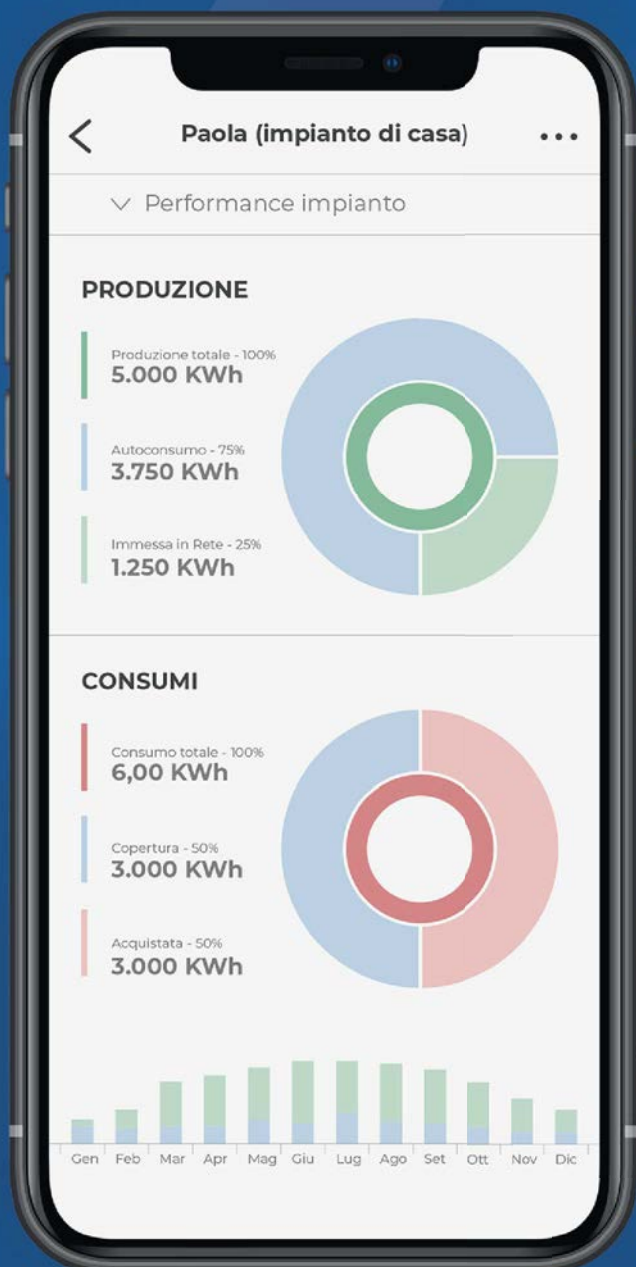 Paola (impianto di casa)
Performance impianto
PRODUZIONE
Produzione totale - 100%
5.000 KWh
Autoconsumo - 75%
3.750 KWh
Immessa in Rete - 25%
1.250 KWh
CONSUMI
Consumo totale - 100%
6,00 KWh
Copertura - 50%
3.000 KWh
Acquistata - 50%
3.000 KWh
Gen Feb Mar Apr Mag Giu Lug Ago Set Ott Nov Dic